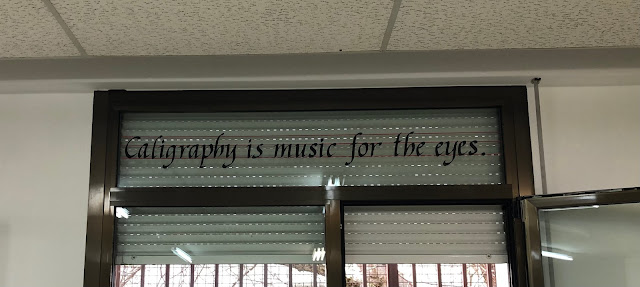 Caligraphy is music for the eyes.